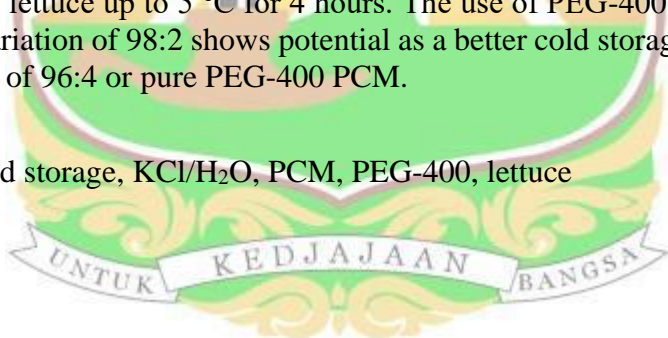 lettuce up to 5 °C for 4 hours. The use of PEG-400
ariation of 98:2 shows potential as a better cold storag
of 96:4 or pure PEG-400 PCM.
d storage, KCl/H₂O, PCM, PEG-400, lettuce
UNTUK KEDJAJAAN BANGSA